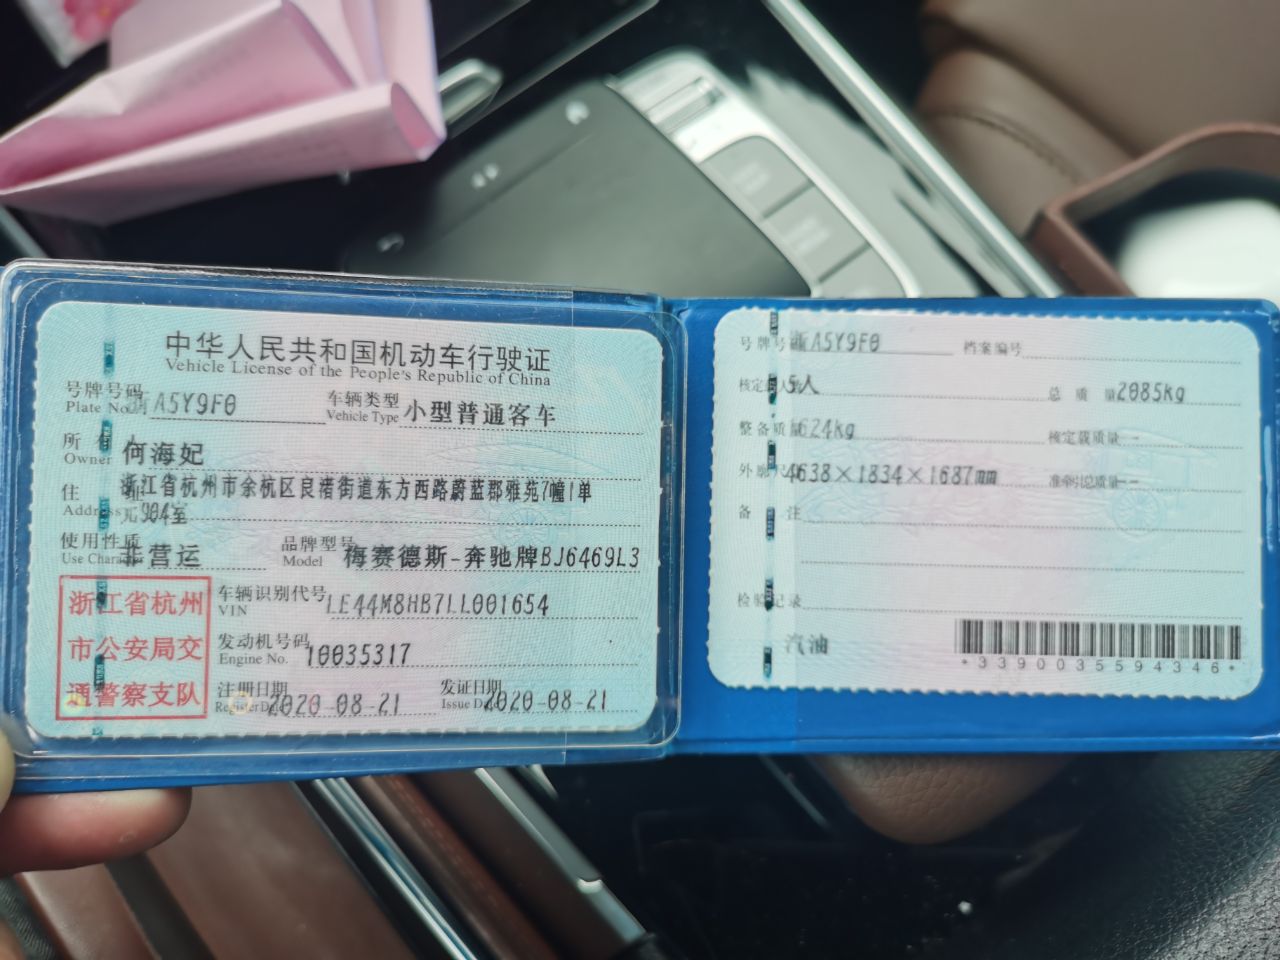 中华人民共和国机动车行驶证
Vehicle License of the People's Republic of China
号牌号码 浙A5Y9F0 车辆类型 小型普通客车
Plate No. Vehicle Type
所有人 何海妃
Owner
住址 浙江省杭州市余杭区良渚街道东方西路蔚蓝郡雅苑7幢1单
Address 元904室
使用性质 非营运 品牌型号 梅赛德斯-奔驰牌BJ6469L3
Use Character Model
浙江省杭州
市公安局交
通警察支队
车辆识别代号 LE44M8HB7LL001654
VIN
发动机号码 10035317
Engine No.
注册日期 2020-08-21 发证日期 2020-08-21
Register Date Issue Date
号牌号码 浙A5Y9F0 档案编号
核定载人数 5人 总质量 2085kg
整备质量 1624kg 核定载质量 --
外廓尺寸 4638×1834×1687mm 准牵引总质量 --
备注
检验记录
汽油
*3390035594346*